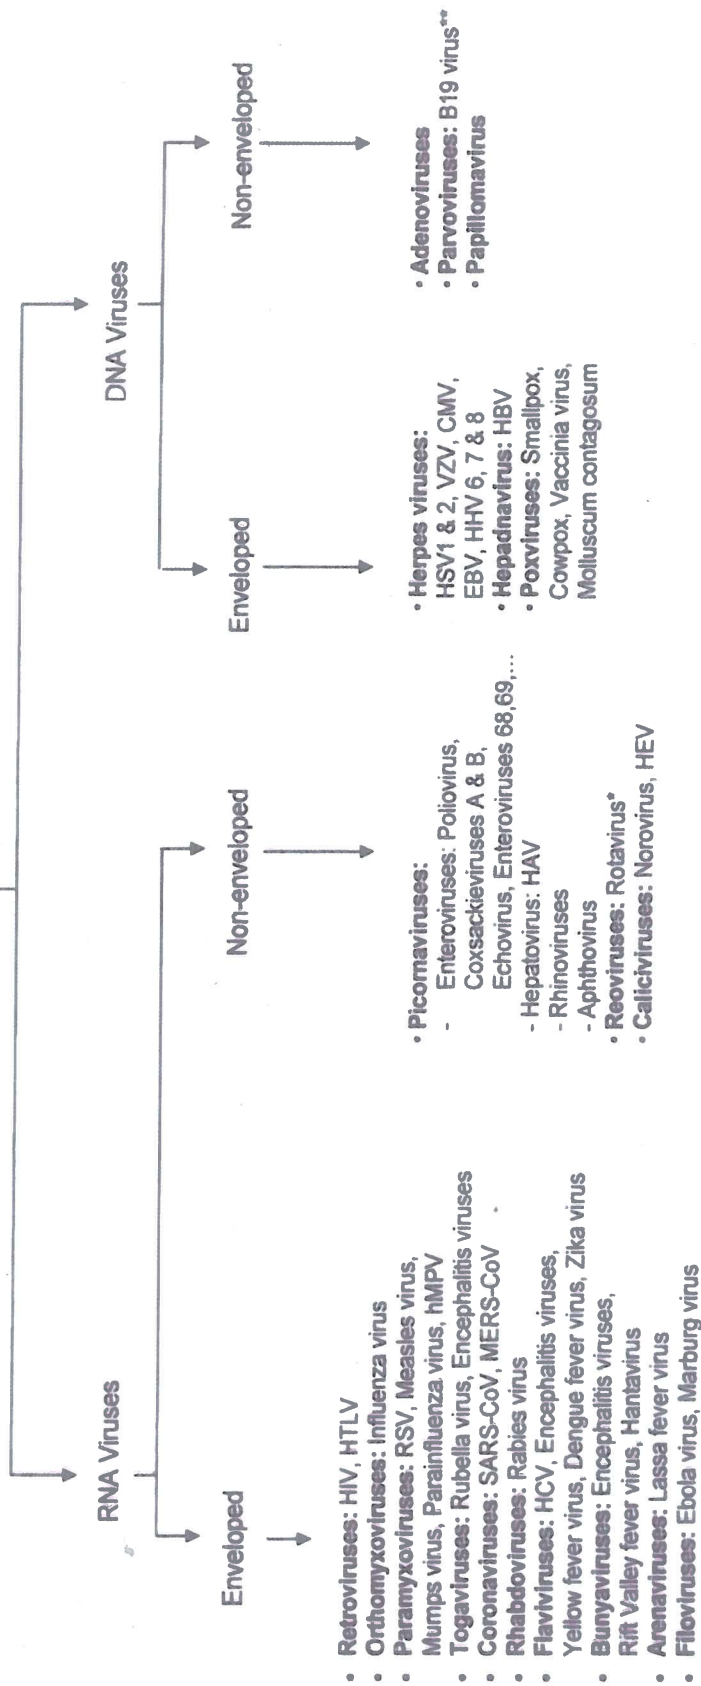 RNA Viruses
DNA Viruses
Enveloped
Non-enveloped
Enveloped
Non-enveloped
• Retroviruses: HIV, HTLV
• Orthomyxoviruses: Influenza virus
• Paramyxoviruses: RSV, Measles virus,
Mumps virus, Parainfluenza virus, hMPV
• Togaviruses: Rubella virus, Encephalitis viruses
• Coronaviruses: SARS-CoV, MERS-CoV
• Rhabdoviruses: Rabies virus
• Flaviviruses: HCV, Encephalitis viruses,
Yellow fever virus, Dengue fever virus, Zika virus
• Bunyaviruses: Encephalitis viruses,
Rift Valley fever virus, Hantavirus
• Arenaviruses: Lassa fever virus
• Filoviruses: Ebola virus, Marburg virus
• Picornaviruses:
- Enteroviruses: Poliovirus,
Coxsackieviruses A & B,
Echovirus, Enteroviruses 68,69,...
- Hepatovirus: HAV
- Rhinoviruses
- Aphthovirus
• Reoviruses: Rotavirus*
• Caliciviruses: Norovirus, HEV
• Herpes viruses:
HSV1 & 2, VZV, CMV,
EBV, HHV 6, 7 & 8
• Hepadnavirus: HBV
• Poxviruses: Smallpox,
Cowpox, Vaccinia virus,
Molluscum contagosum
• Adenoviruses
• Parvoviruses: B19 virus**
• Papillomavirus